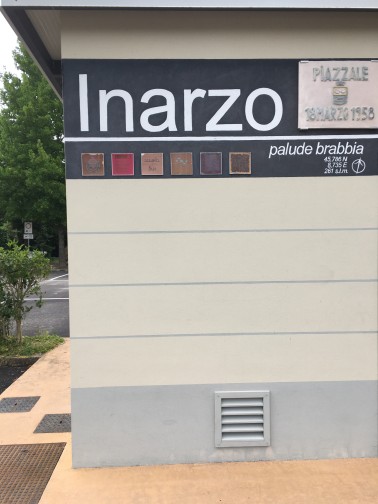 Inarzo
PiAZZALE
18 MARZO 1958
palude brabbia
45,786 N
8,735 E
261 s.l.m.